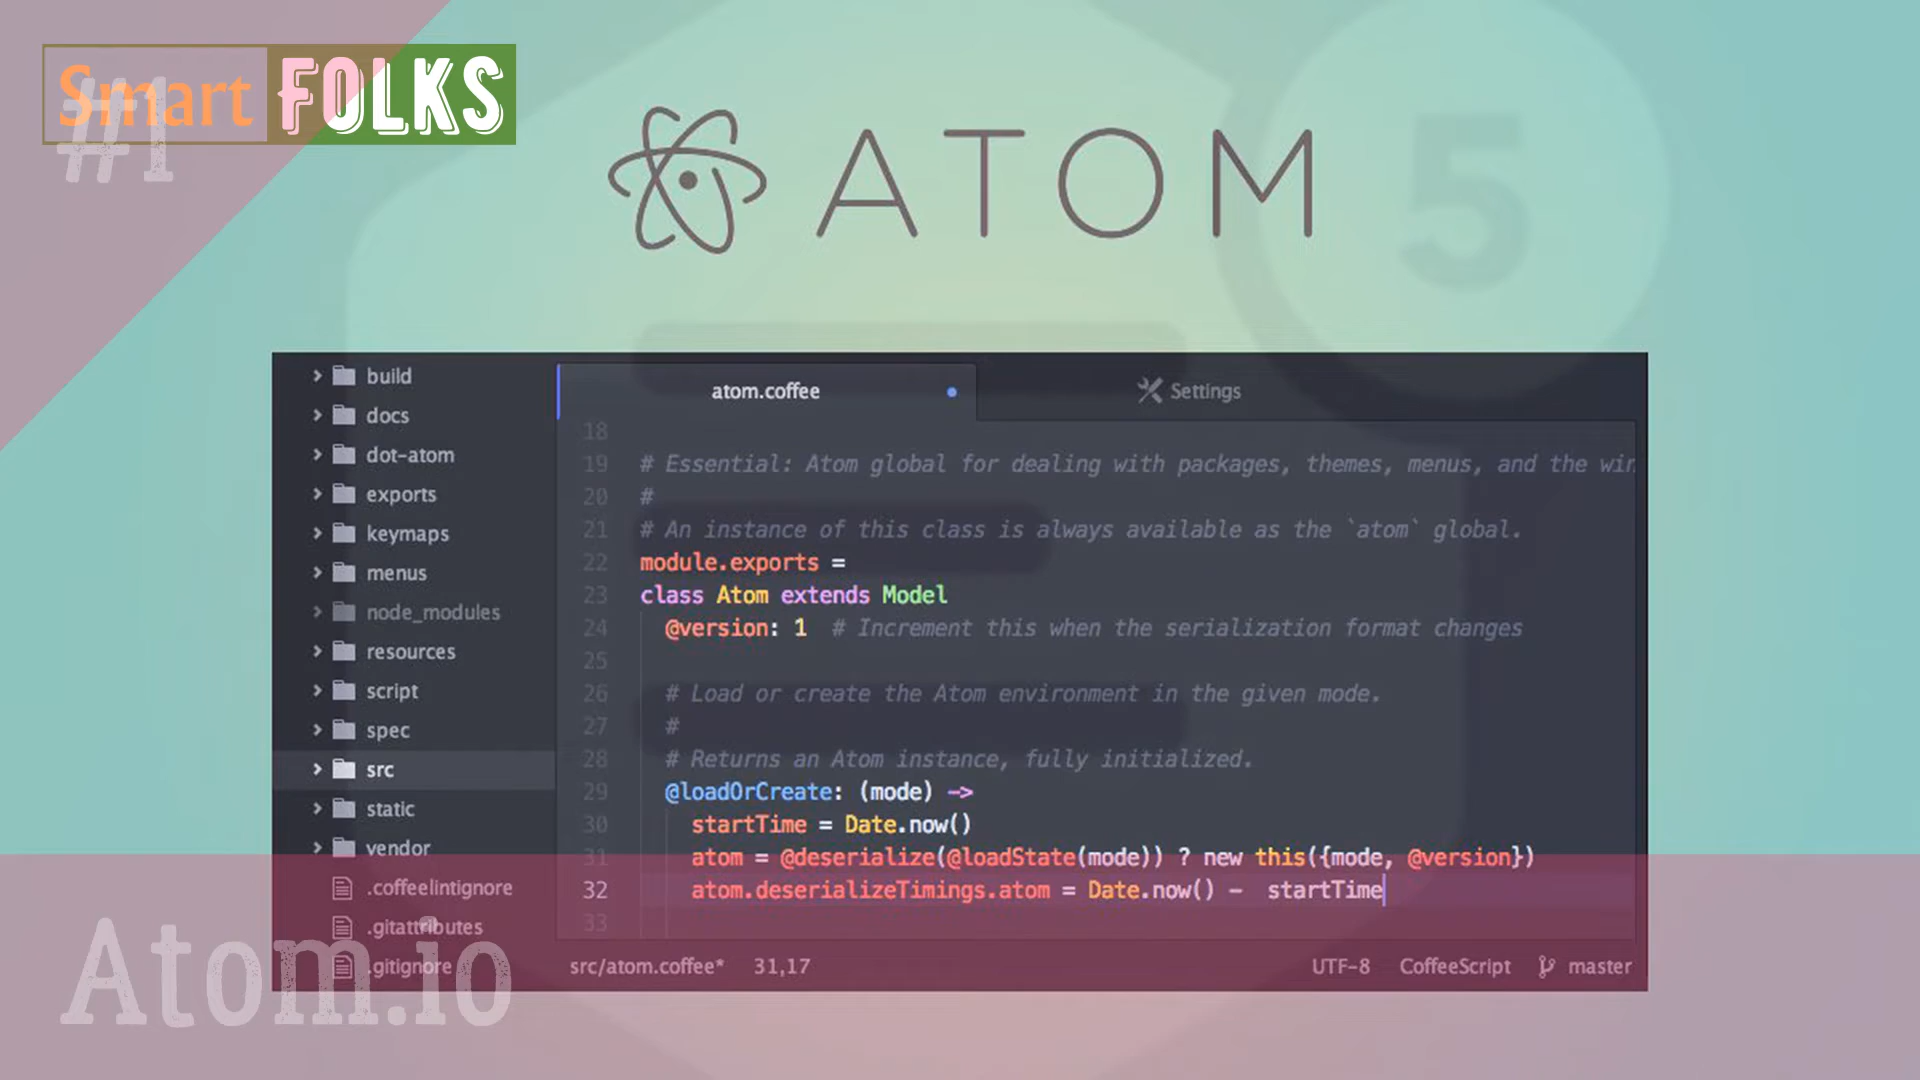 Smart FOLKS
#1
ATOM
5
build
docs
dot-atom
exports
keymaps
menus
node_modules
resources
script
spec
src
static
vendor
.coffeelintignore
.gitattributes
.gitignore
atom.coffee
Settings
18
19 # Essential: Atom global for dealing with packages, themes, menus, and the win
20 #
21 # An instance of this class is always available as the `atom` global.
22 module.exports =
23 class Atom extends Model
24 @version: 1 # Increment this when the serialization format changes
25
26 # Load or create the Atom environment in the given mode.
27 #
28 # Returns an Atom instance, fully initialized.
29 @loadOrCreate: (mode) ->
30 startTime = Date.now()
31 atom = @deserialize(@loadState(mode)) ? new this({mode, @version})
32 atom.deserializeTimings.atom = Date.now() - startTime
33
src/atom.coffee* 31,17 UTF-8 CoffeeScript master
Atom.io